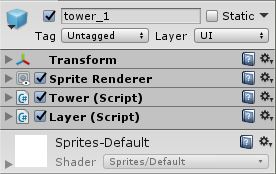 tower_1 Static
Tag Untagged Layer UI
Transform
Sprite Renderer
Tower (Script)
Layer (Script)
Sprites-Default
Shader Sprites/Default